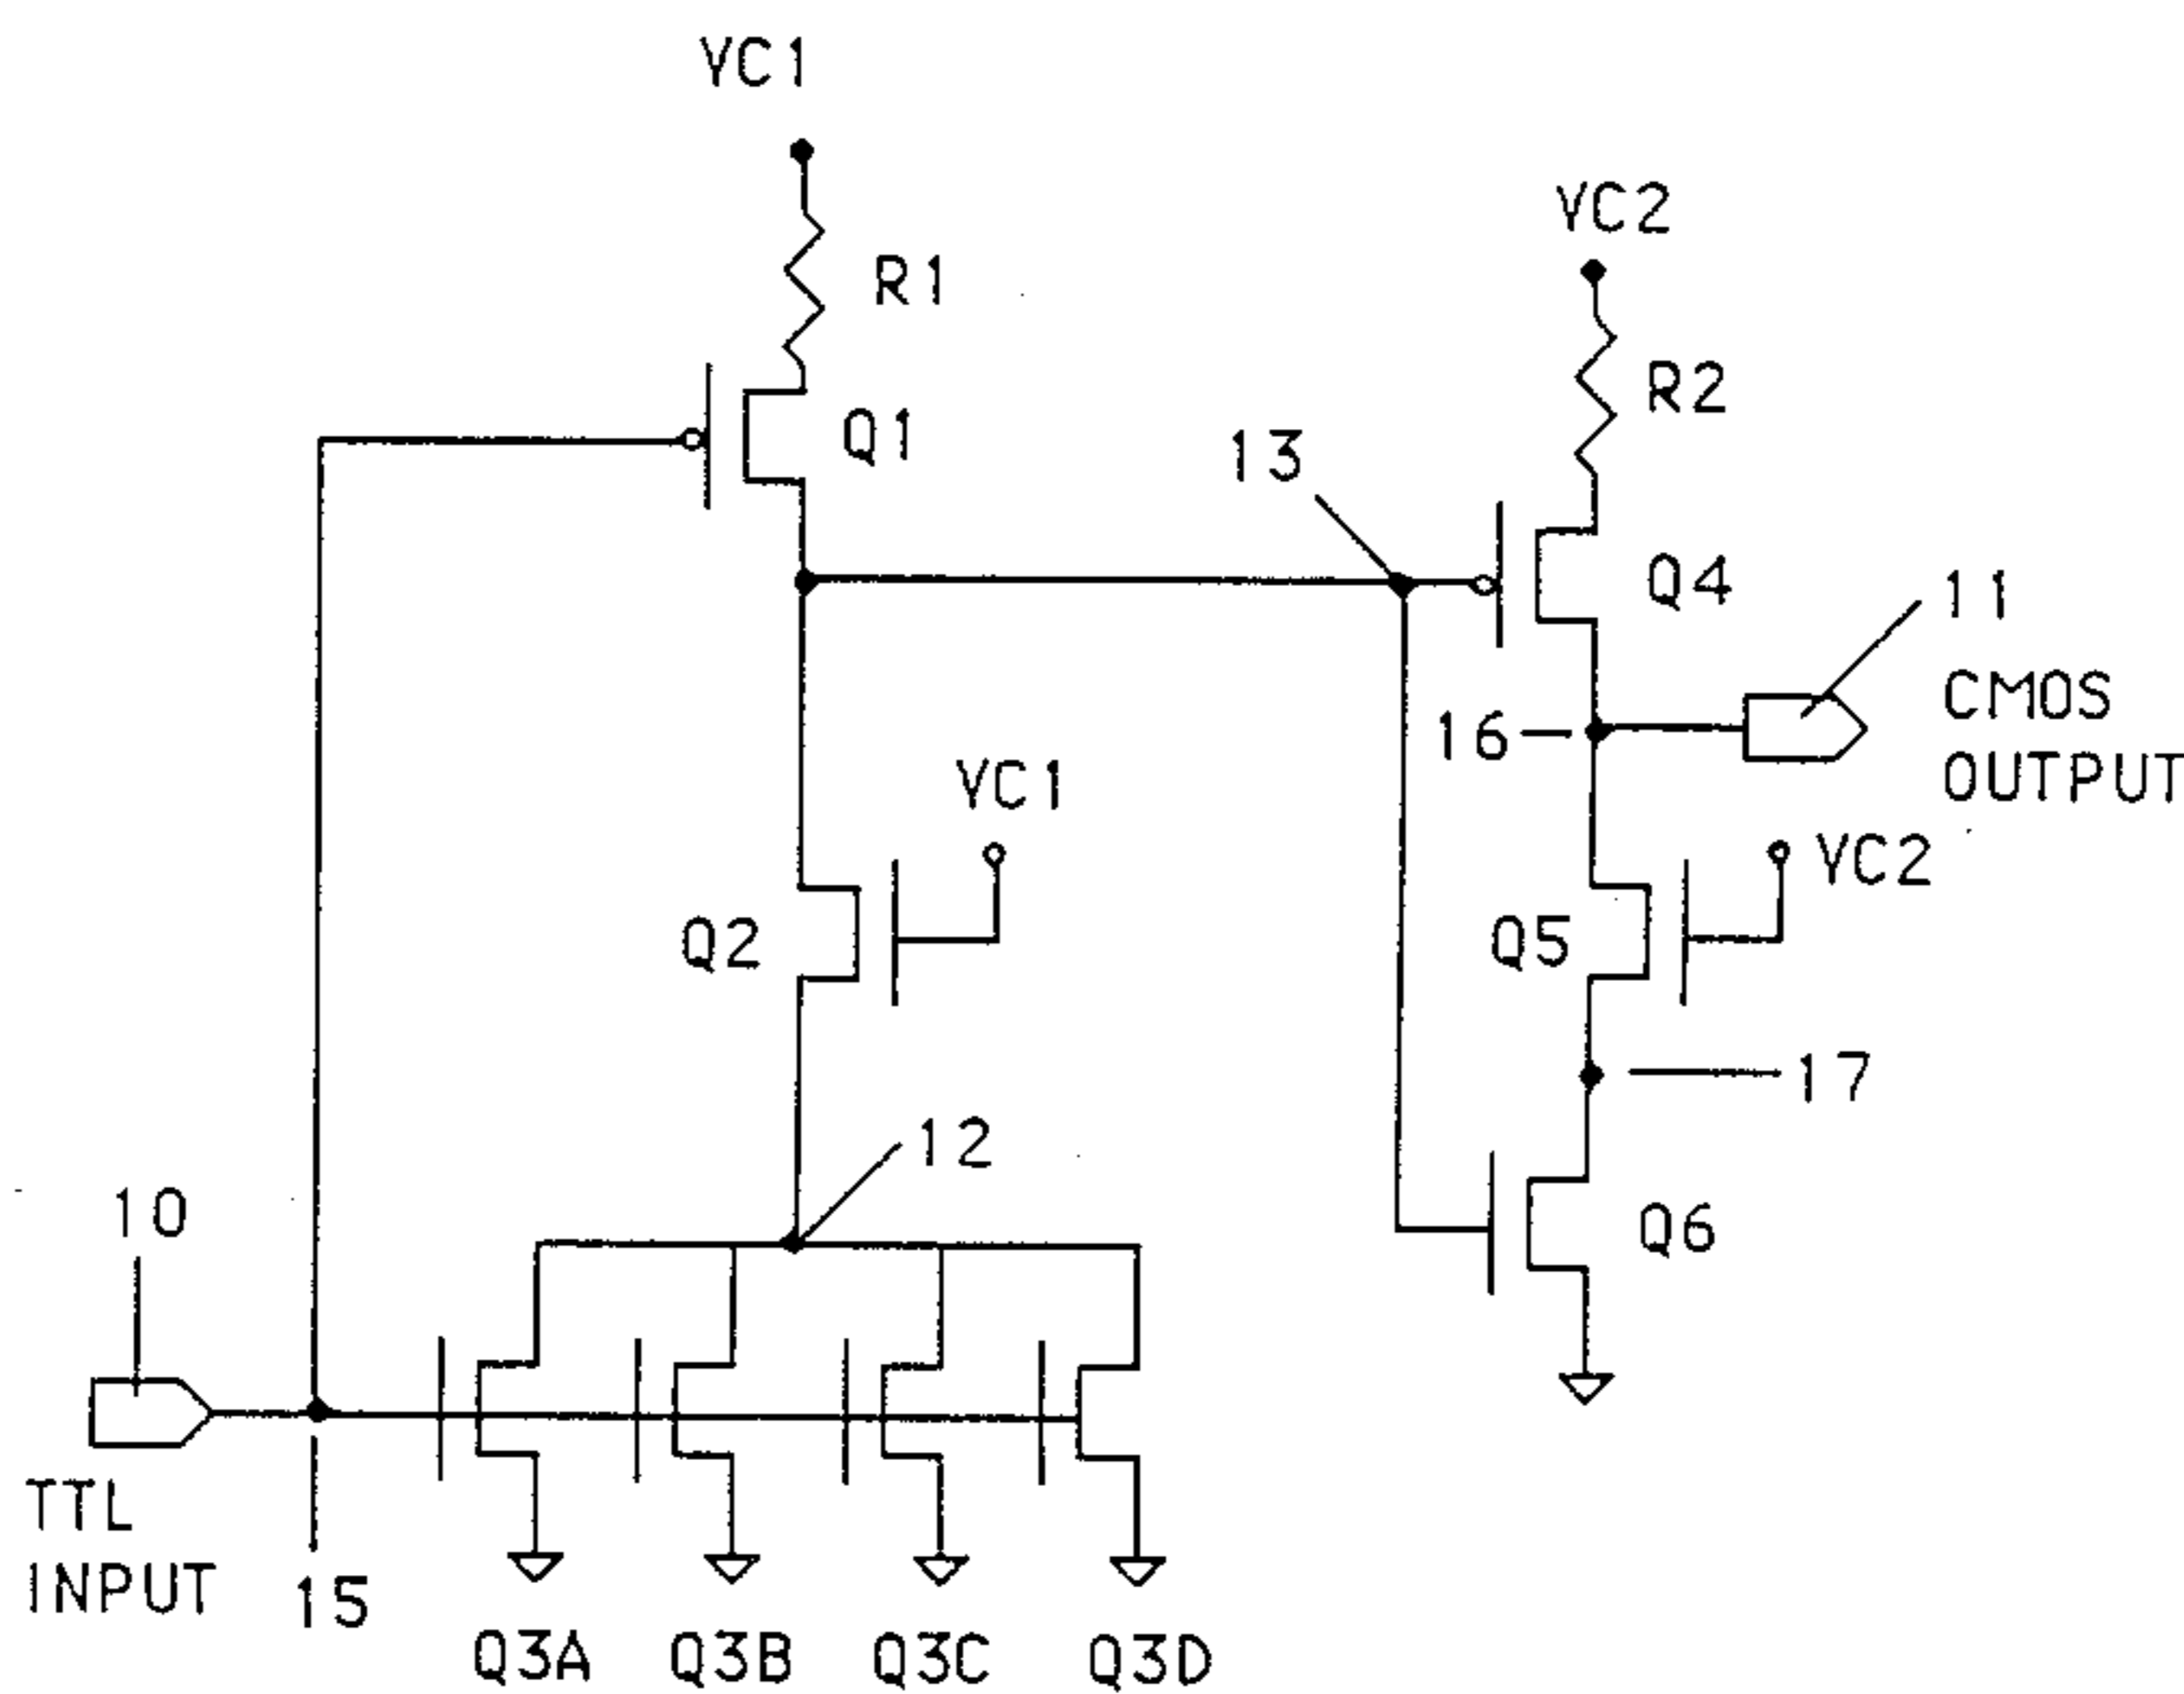 VC1
VC2
R1
R2
Q1
13
Q4
11
CMOS
OUTPUT
16
VC1
VC2
Q2
Q5
17
12
10
Q6
TTL
INPUT
15
Q3A
Q3B
Q3C
Q3D